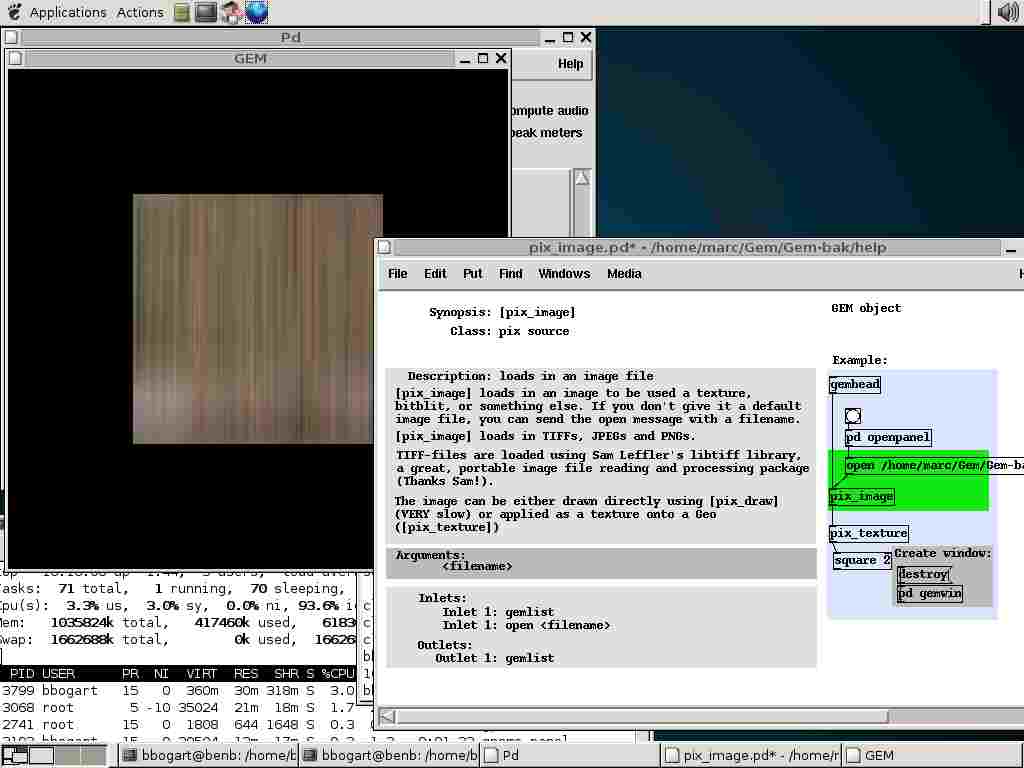 Applications Actions
Pd
GEM
Help
ompute audio
peak meters
pix_image.pd* - /home/marc/Gem/Gem-bak/help
File Edit Put Find Windows Media
Synopsis: [pix_image]
Class: pix source
GEM object
Description: loads in an image file
[pix_image] loads in an image to be used a texture,
bitblit, or something else. If you don't give it a default
image file, you can send the open message with a filename.
[pix_image] loads in TIFFs, JPEGs and PNGs.
TIFF-files are loaded using Sam Leffler's libtiff library,
a great, portable image file reading and processing package
(Thanks Sam!).
The image can be either drawn directly using [pix_draw]
(VERY slow) or applied as a texture onto a Geo
([pix_texture])
Arguments:
<filename>
Inlets:
Inlet 1: gemlist
Inlet 1: open <filename>
Outlets:
Outlet 1: gemlist
Example:
gemhead
pd openpanel
open /home/marc/Gem/Gem-ba
pix_image
pix_texture
square 2
Create window:
destroy
pd gemwin
Tasks: 71 total, 1 running, 70 sleeping,
Cpu(s): 3.3% us, 3.0% sy, 0.0% ni, 93.6% i
Mem: 1035824k total, 417460k used, 6183
Swap: 1662688k total, 0k used, 16626
PID USER PR NI VIRT RES SHR S %CPU
3799 bbogart 15 0 360m 30m 318m S 3.0
3068 root 5 -10 35024 21m 18m S 1.7
2741 root 15 0 1808 644 1648 S 0.3
bbogart@benb: /home/b
bbogart@benb: /home/b
Pd
pix_image.pd* - /home/r
GEM